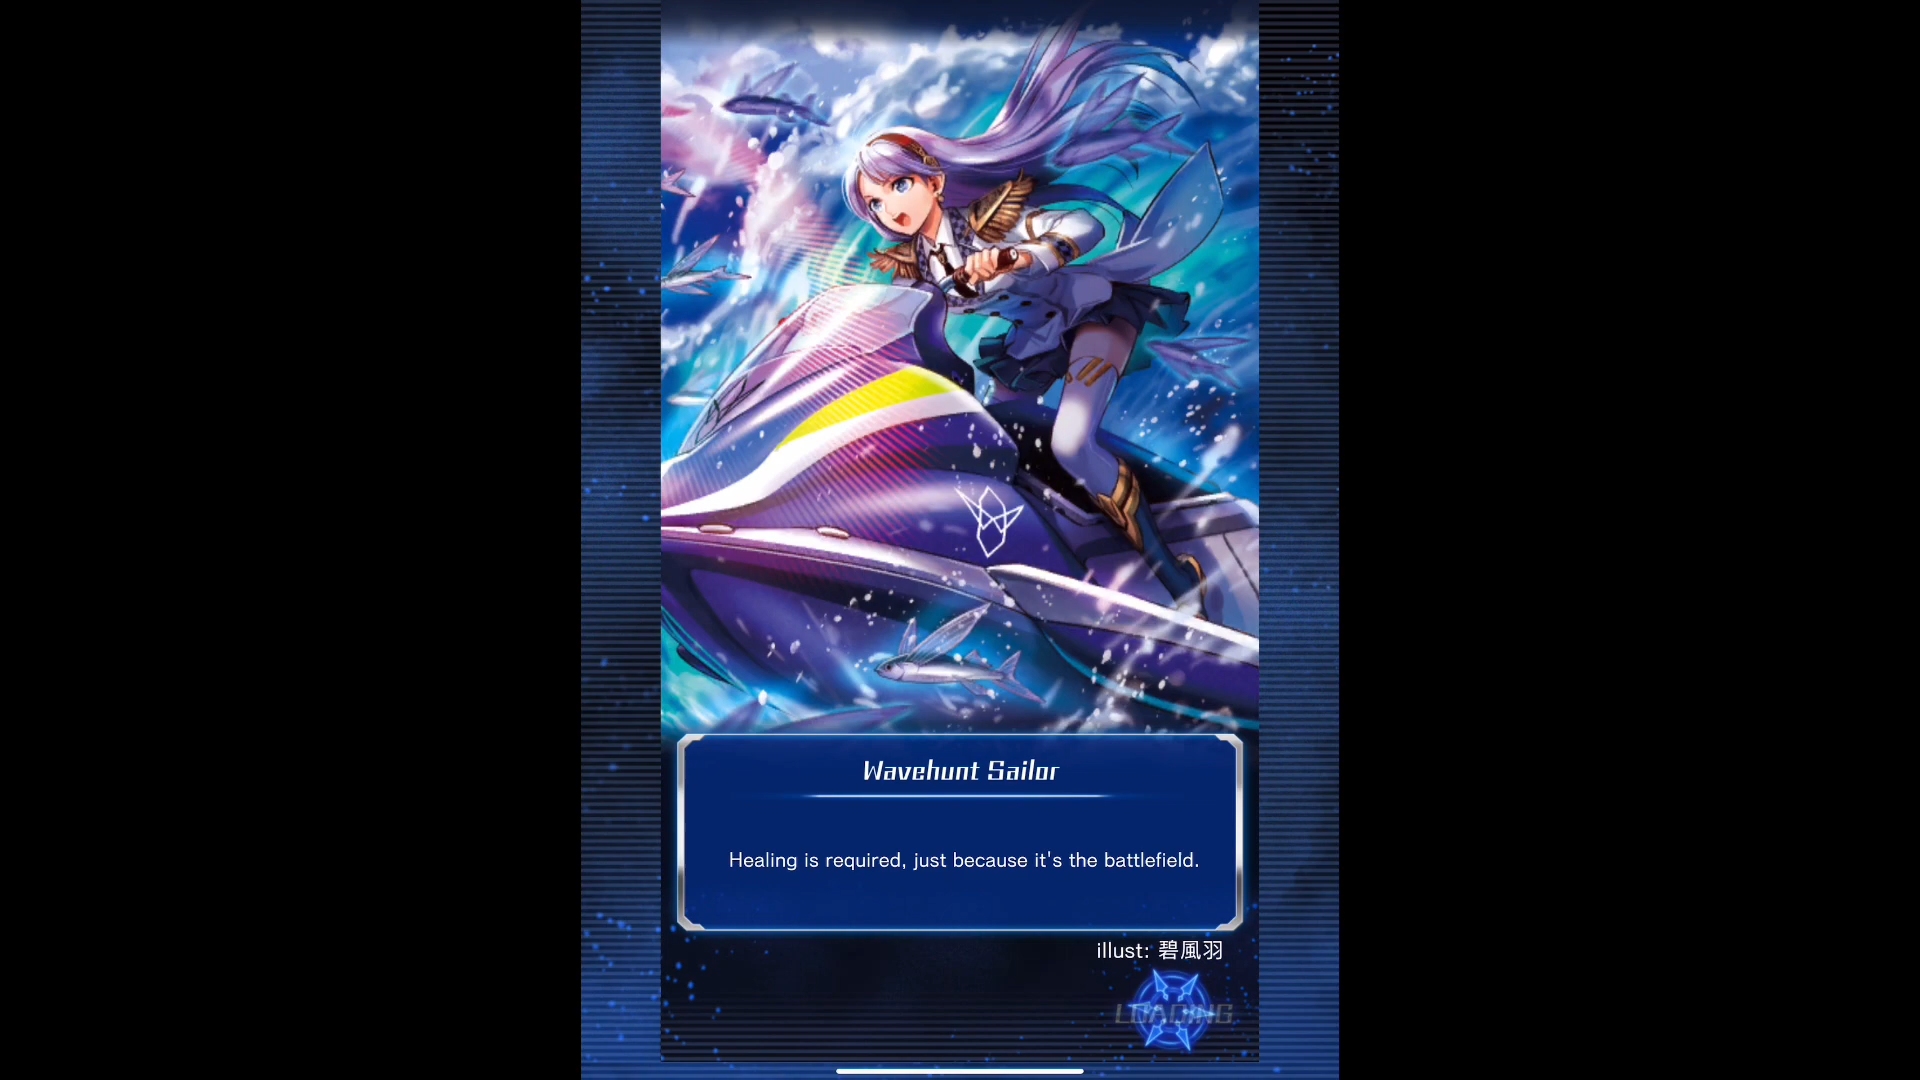 Wavehunt Sailor
Healing is required, just because it's the battlefield.
illust: 碧風羽
LOADING